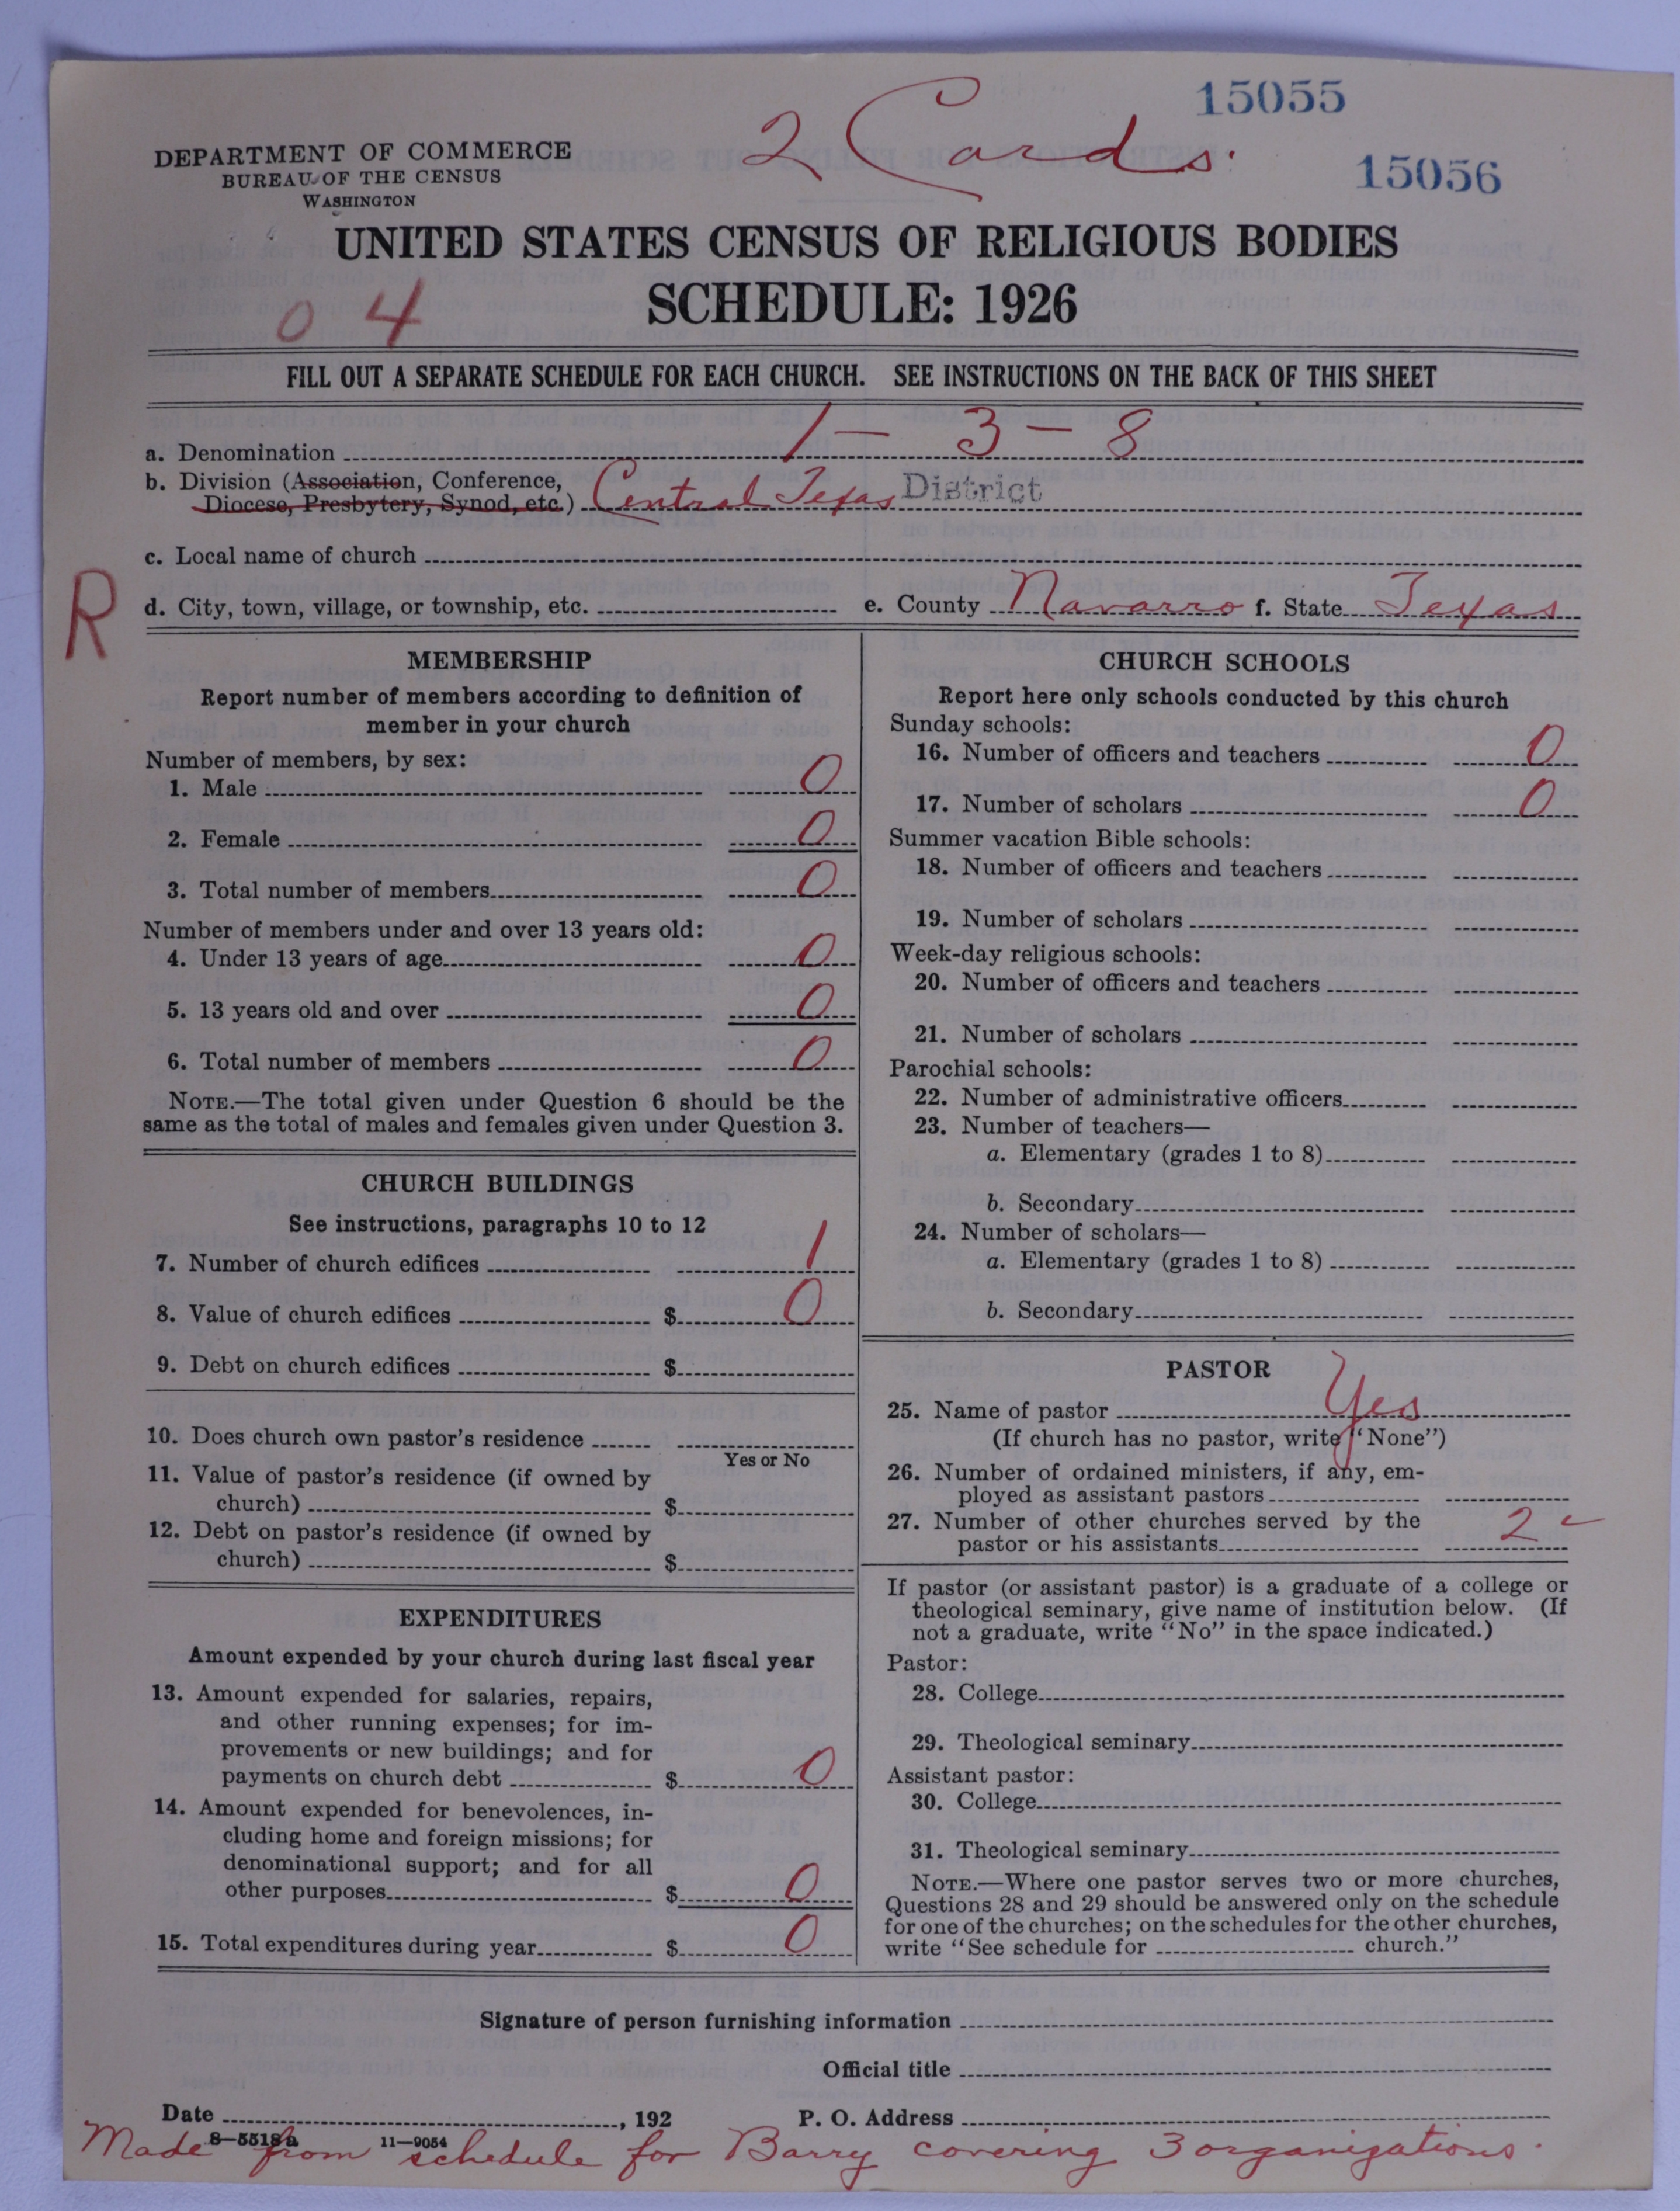 15055
2 Cards.
15056
DEPARTMENT OF COMMERCE
BUREAU OF THE CENSUS
WASHINGTON
UNITED STATES CENSUS OF RELIGIOUS BODIES
SCHEDULE: 1926
0 4
FILL OUT A SEPARATE SCHEDULE FOR EACH CHURCH. SEE INSTRUCTIONS ON THE BACK OF THIS SHEET
a. Denomination 1 — 3 — 8
b. Division (Association, Conference,
Diocese, Presbytery, Synod, etc.) Central Texas District
c. Local name of church
R
d. City, town, village, or township, etc. e. County Navarro f. State Texas
MEMBERSHIP
Report number of members according to definition of
member in your church
Number of members, by sex:
1. Male 0
2. Female 0
3. Total number of members 0
Number of members under and over 13 years old:
4. Under 13 years of age 0
5. 13 years old and over 0
6. Total number of members 0
NOTE.—The total given under Question 6 should be the
same as the total of males and females given under Question 3.
CHURCH BUILDINGS
See instructions, paragraphs 10 to 12
7. Number of church edifices 1
8. Value of church edifices $ 0
9. Debt on church edifices $
10. Does church own pastor's residence
Yes or No
11. Value of pastor's residence (if owned by
church) $
12. Debt on pastor's residence (if owned by
church) $
EXPENDITURES
Amount expended by your church during last fiscal year
13. Amount expended for salaries, repairs,
and other running expenses; for im-
provements or new buildings; and for
payments on church debt $ 0
14. Amount expended for benevolences, in-
cluding home and foreign missions; for
denominational support; and for all
other purposes $ 0
15. Total expenditures during year $ 0
CHURCH SCHOOLS
Report here only schools conducted by this church
Sunday schools:
16. Number of officers and teachers 0
17. Number of scholars 0
Summer vacation Bible schools:
18. Number of officers and teachers
19. Number of scholars
Week-day religious schools:
20. Number of officers and teachers
21. Number of scholars
Parochial schools:
22. Number of administrative officers
23. Number of teachers—
a. Elementary (grades 1 to 8)
b. Secondary
24. Number of scholars—
a. Elementary (grades 1 to 8)
b. Secondary
PASTOR
25. Name of pastor Yes
(If church has no pastor, write "None")
26. Number of ordained ministers, if any, em-
ployed as assistant pastors
27. Number of other churches served by the
pastor or his assistants 2
If pastor (or assistant pastor) is a graduate of a college or
theological seminary, give name of institution below. (If
not a graduate, write "No" in the space indicated.)
Pastor:
28. College
29. Theological seminary
Assistant pastor:
30. College
31. Theological seminary
NOTE.—Where one pastor serves two or more churches,
Questions 28 and 29 should be answered only on the schedule
for one of the churches; on the schedules for the other churches,
write "See schedule for church."
Signature of person furnishing information
Official title
Date , 192 P. O. Address
8—5518a 11—9054
Made from schedule for Barry covering 3 organizations.